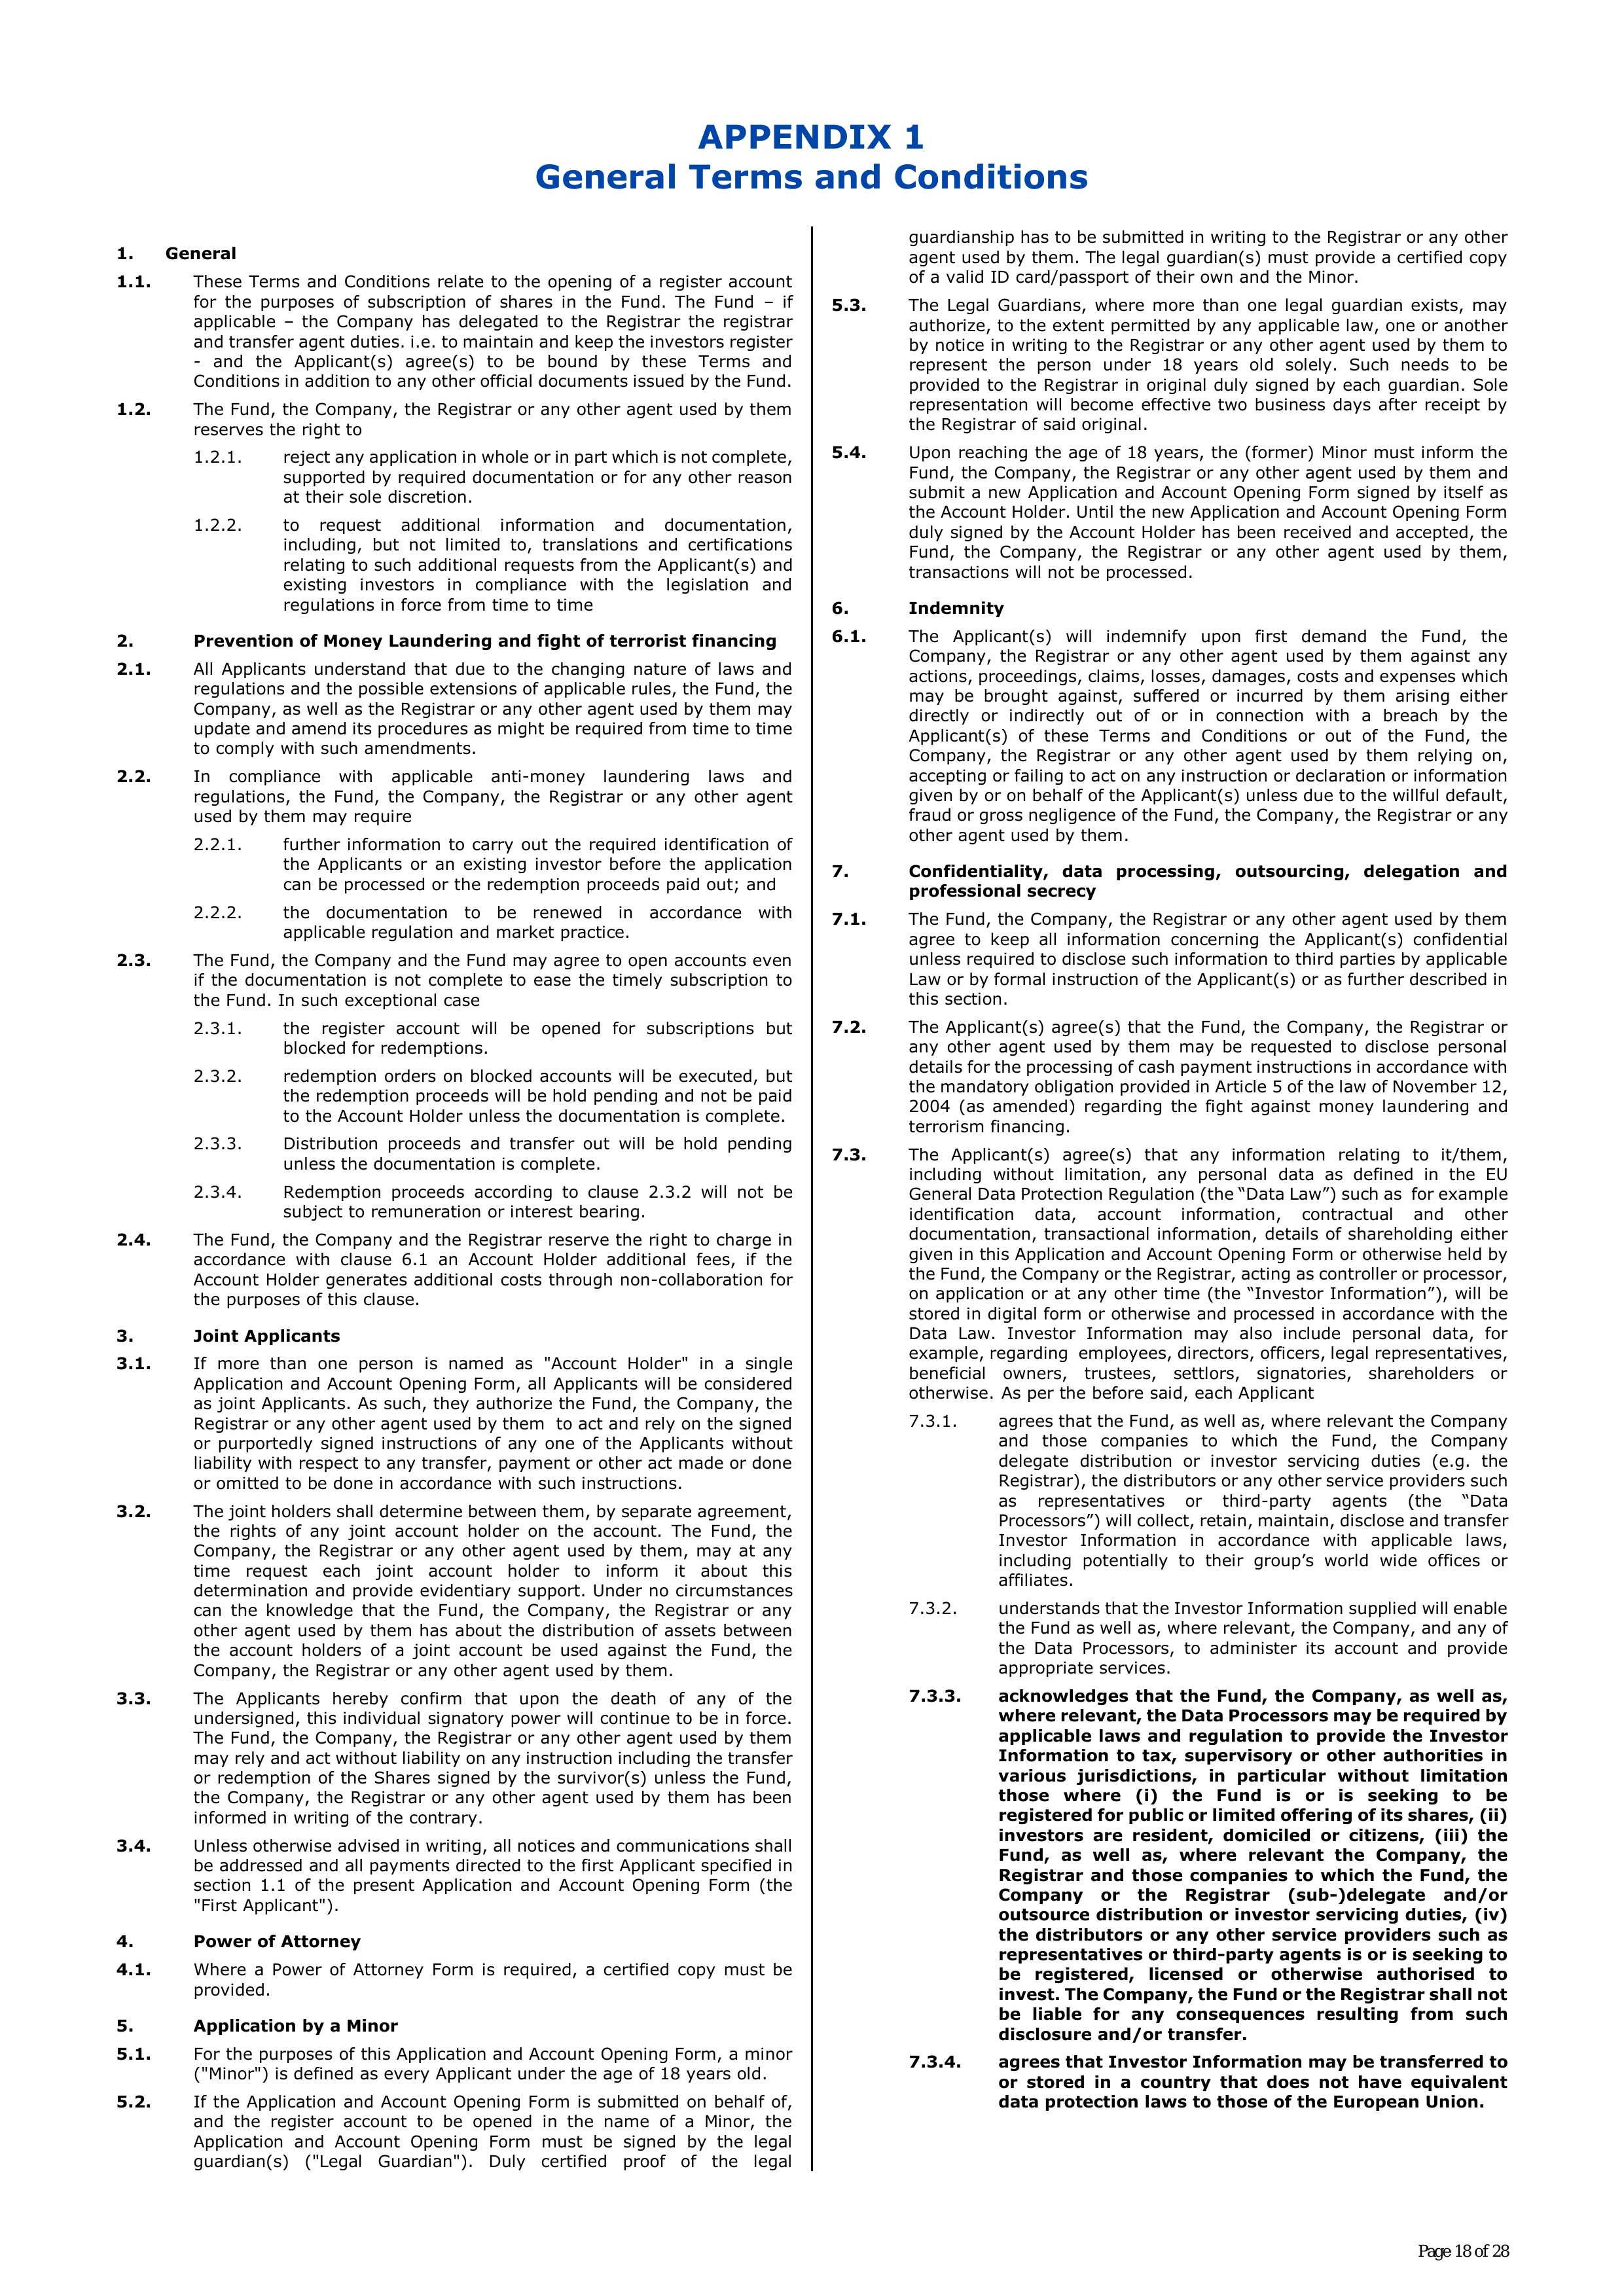 APPENDIX 1
General Terms and Conditions
1. General
1.1. These Terms and Conditions relate to the opening of a register account
for the purposes of subscription of shares in the Fund. The Fund – if
applicable – the Company has delegated to the Registrar the registrar
and transfer agent duties. i.e. to maintain and keep the investors register
- and the Applicant(s) agree(s) to be bound by these Terms and
Conditions in addition to any other official documents issued by the Fund.
1.2. The Fund, the Company, the Registrar or any other agent used by them
reserves the right to
1.2.1. reject any application in whole or in part which is not complete,
supported by required documentation or for any other reason
at their sole discretion.
1.2.2. to request additional information and documentation,
including, but not limited to, translations and certifications
relating to such additional requests from the Applicant(s) and
existing investors in compliance with the legislation and
regulations in force from time to time
2. Prevention of Money Laundering and fight of terrorist financing
2.1. All Applicants understand that due to the changing nature of laws and
regulations and the possible extensions of applicable rules, the Fund, the
Company, as well as the Registrar or any other agent used by them may
update and amend its procedures as might be required from time to time
to comply with such amendments.
2.2. In compliance with applicable anti-money laundering laws and
regulations, the Fund, the Company, the Registrar or any other agent
used by them may require
2.2.1. further information to carry out the required identification of
the Applicants or an existing investor before the application
can be processed or the redemption proceeds paid out; and
2.2.2. the documentation to be renewed in accordance with
applicable regulation and market practice.
2.3. The Fund, the Company and the Fund may agree to open accounts even
if the documentation is not complete to ease the timely subscription to
the Fund. In such exceptional case
2.3.1. the register account will be opened for subscriptions but
blocked for redemptions.
2.3.2. redemption orders on blocked accounts will be executed, but
the redemption proceeds will be hold pending and not be paid
to the Account Holder unless the documentation is complete.
2.3.3. Distribution proceeds and transfer out will be hold pending
unless the documentation is complete.
2.3.4. Redemption proceeds according to clause 2.3.2 will not be
subject to remuneration or interest bearing.
2.4. The Fund, the Company and the Registrar reserve the right to charge in
accordance with clause 6.1 an Account Holder additional fees, if the
Account Holder generates additional costs through non-collaboration for
the purposes of this clause.
3. Joint Applicants
3.1. If more than one person is named as "Account Holder" in a single
Application and Account Opening Form, all Applicants will be considered
as joint Applicants. As such, they authorize the Fund, the Company, the
Registrar or any other agent used by them to act and rely on the signed
or purportedly signed instructions of any one of the Applicants without
liability with respect to any transfer, payment or other act made or done
or omitted to be done in accordance with such instructions.
3.2. The joint holders shall determine between them, by separate agreement,
the rights of any joint account holder on the account. The Fund, the
Company, the Registrar or any other agent used by them, may at any
time request each joint account holder to inform it about this
determination and provide evidentiary support. Under no circumstances
can the knowledge that the Fund, the Company, the Registrar or any
other agent used by them has about the distribution of assets between
the account holders of a joint account be used against the Fund, the
Company, the Registrar or any other agent used by them.
3.3. The Applicants hereby confirm that upon the death of any of the
undersigned, this individual signatory power will continue to be in force.
The Fund, the Company, the Registrar or any other agent used by them
may rely and act without liability on any instruction including the transfer
or redemption of the Shares signed by the survivor(s) unless the Fund,
the Company, the Registrar or any other agent used by them has been
informed in writing of the contrary.
3.4. Unless otherwise advised in writing, all notices and communications shall
be addressed and all payments directed to the first Applicant specified in
section 1.1 of the present Application and Account Opening Form (the
"First Applicant").
4. Power of Attorney
4.1. Where a Power of Attorney Form is required, a certified copy must be
provided.
5. Application by a Minor
5.1. For the purposes of this Application and Account Opening Form, a minor
("Minor") is defined as every Applicant under the age of 18 years old.
5.2. If the Application and Account Opening Form is submitted on behalf of,
and the register account to be opened in the name of a Minor, the
Application and Account Opening Form must be signed by the legal
guardian(s) ("Legal Guardian"). Duly certified proof of the legal
guardianship has to be submitted in writing to the Registrar or any other
agent used by them. The legal guardian(s) must provide a certified copy
of a valid ID card/passport of their own and the Minor.
5.3. The Legal Guardians, where more than one legal guardian exists, may
authorize, to the extent permitted by any applicable law, one or another
by notice in writing to the Registrar or any other agent used by them to
represent the person under 18 years old solely. Such needs to be
provided to the Registrar in original duly signed by each guardian. Sole
representation will become effective two business days after receipt by
the Registrar of said original.
5.4. Upon reaching the age of 18 years, the (former) Minor must inform the
Fund, the Company, the Registrar or any other agent used by them and
submit a new Application and Account Opening Form signed by itself as
the Account Holder. Until the new Application and Account Opening Form
duly signed by the Account Holder has been received and accepted, the
Fund, the Company, the Registrar or any other agent used by them,
transactions will not be processed.
6. Indemnity
6.1. The Applicant(s) will indemnify upon first demand the Fund, the
Company, the Registrar or any other agent used by them against any
actions, proceedings, claims, losses, damages, costs and expenses which
may be brought against, suffered or incurred by them arising either
directly or indirectly out of or in connection with a breach by the
Applicant(s) of these Terms and Conditions or out of the Fund, the
Company, the Registrar or any other agent used by them relying on,
accepting or failing to act on any instruction or declaration or information
given by or on behalf of the Applicant(s) unless due to the willful default,
fraud or gross negligence of the Fund, the Company, the Registrar or any
other agent used by them.
7. Confidentiality, data processing, outsourcing, delegation and
professional secrecy
7.1. The Fund, the Company, the Registrar or any other agent used by them
agree to keep all information concerning the Applicant(s) confidential
unless required to disclose such information to third parties by applicable
Law or by formal instruction of the Applicant(s) or as further described in
this section.
7.2. The Applicant(s) agree(s) that the Fund, the Company, the Registrar or
any other agent used by them may be requested to disclose personal
details for the processing of cash payment instructions in accordance with
the mandatory obligation provided in Article 5 of the law of November 12,
2004 (as amended) regarding the fight against money laundering and
terrorism financing.
7.3. The Applicant(s) agree(s) that any information relating to it/them,
including without limitation, any personal data as defined in the EU
General Data Protection Regulation (the “Data Law”) such as for example
identification data, account information, contractual and other
documentation, transactional information, details of shareholding either
given in this Application and Account Opening Form or otherwise held by
the Fund, the Company or the Registrar, acting as controller or processor,
on application or at any other time (the “Investor Information”), will be
stored in digital form or otherwise and processed in accordance with the
Data Law. Investor Information may also include personal data, for
example, regarding employees, directors, officers, legal representatives,
beneficial owners, trustees, settlors, signatories, shareholders or
otherwise. As per the before said, each Applicant
7.3.1. agrees that the Fund, as well as, where relevant the Company
and those companies to which the Fund, the Company
delegate distribution or investor servicing duties (e.g. the
Registrar), the distributors or any other service providers such
as representatives or third-party agents (the “Data
Processors”) will collect, retain, maintain, disclose and transfer
Investor Information in accordance with applicable laws,
including potentially to their group’s world wide offices or
affiliates.
7.3.2. understands that the Investor Information supplied will enable
the Fund as well as, where relevant, the Company, and any of
the Data Processors, to administer its account and provide
appropriate services.
7.3.3. acknowledges that the Fund, the Company, as well as,
where relevant, the Data Processors may be required by
applicable laws and regulation to provide the Investor
Information to tax, supervisory or other authorities in
various jurisdictions, in particular without limitation
those where (i) the Fund is or is seeking to be
registered for public or limited offering of its shares, (ii)
investors are resident, domiciled or citizens, (iii) the
Fund, as well as, where relevant the Company, the
Registrar and those companies to which the Fund, the
Company or the Registrar (sub-)delegate and/or
outsource distribution or investor servicing duties, (iv)
the distributors or any other service providers such as
representatives or third-party agents is or is seeking to
be registered, licensed or otherwise authorised to
invest. The Company, the Fund or the Registrar shall not
be liable for any consequences resulting from such
disclosure and/or transfer.
7.3.4. agrees that Investor Information may be transferred to
or stored in a country that does not have equivalent
data protection laws to those of the European Union.
Page 18 of 28